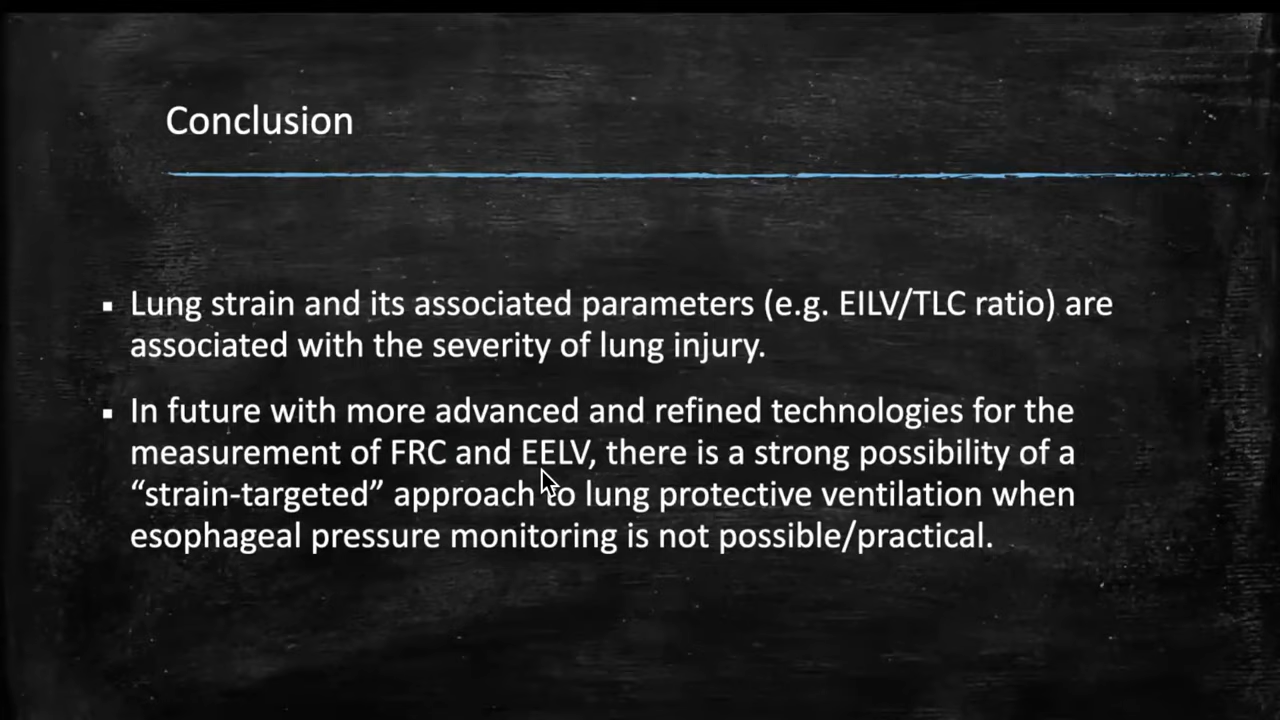 Conclusion
▪ Lung strain and its associated parameters (e.g. EILV/TLC ratio) are
associated with the severity of lung injury.
▪ In future with more advanced and refined technologies for the
measurement of FRC and EELV, there is a strong possibility of a
“strain-targeted” approach to lung protective ventilation when
esophageal pressure monitoring is not possible/practical.